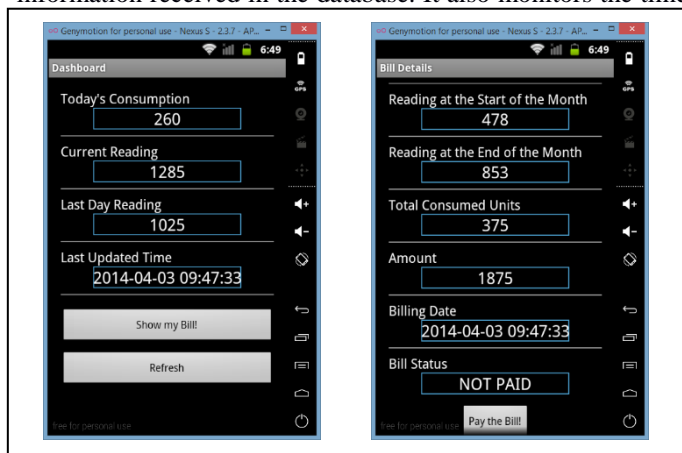 information received in the database. It also monitors the time
Genymotion for personal use - Nexus S - 2.3.7 - AP...
6:49
Dashboard
Today's Consumption
260
Current Reading
1285
Last Day Reading
1025
Last Updated Time
2014-04-03 09:47:33
Show my Bill!
Refresh
free for personal use
GPS
Genymotion for personal use - Nexus S - 2.3.7 - AP...
6:49
Bill Details
Reading at the Start of the Month
478
Reading at the End of the Month
853
Total Consumed Units
375
Amount
1875
Billing Date
2014-04-03 09:47:33
Bill Status
NOT PAID
Pay the Bill!
free for personal use
GPS